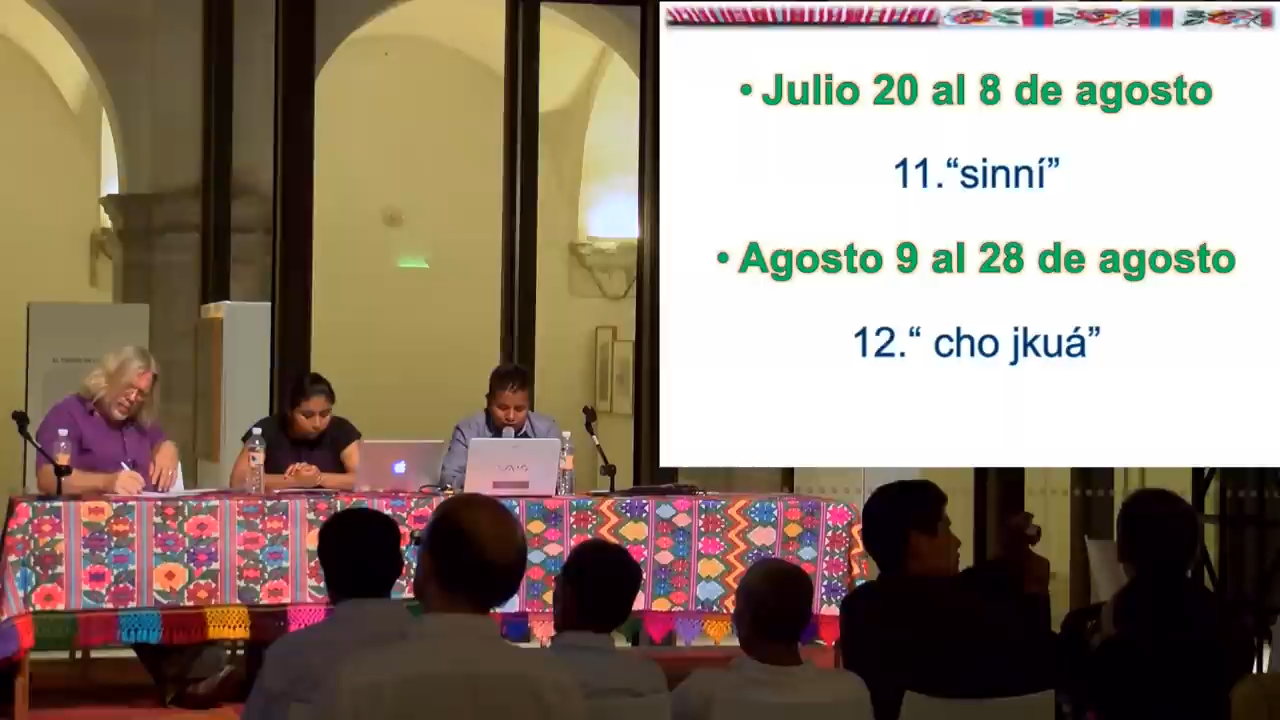 • Julio 20 al 8 de agosto
11.“sinní”
• Agosto 9 al 28 de agosto
12.“ cho jkuá”
VAIO